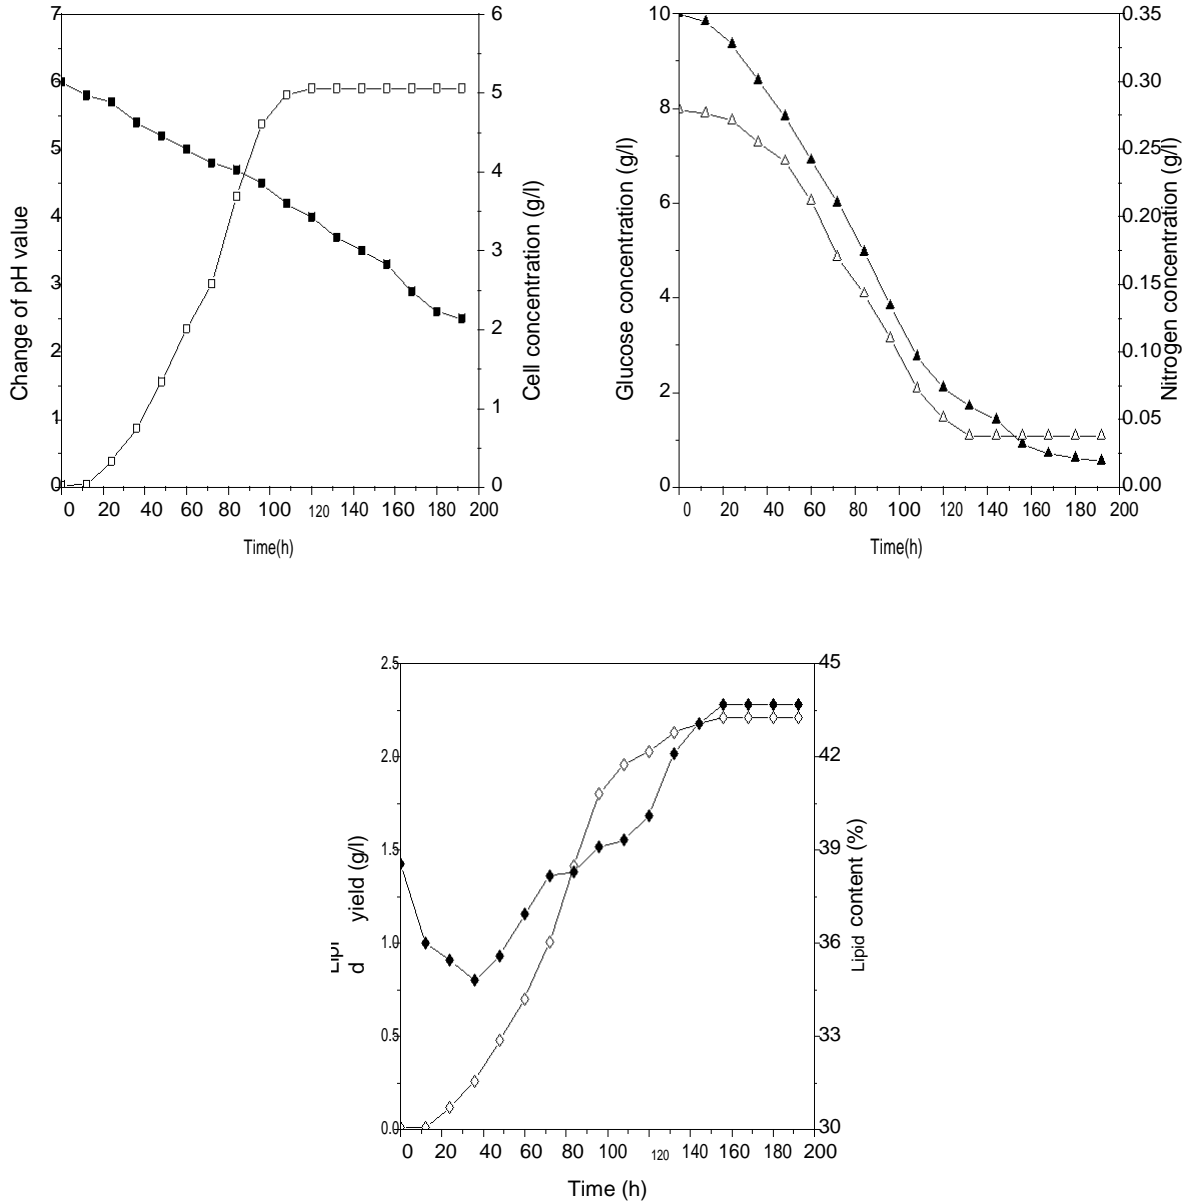 7
6
5
4
3
2
1
0
Change of pH value
6
5
4
3
2
1
0
Cell concentration (g/l)
0 20 40 60 80 100 120 140 160 180 200
Time(h)
10
8
6
4
2
0
Glucose concentration (g/l)
0.35
0.30
0.25
0.20
0.15
0.10
0.05
0.00
Nitrogen concentration (g/l)
0 20 40 60 80 100 120 140 160 180 200
Time(h)
2.5
2.0
1.5
1.0
0.5
0.0
Lipi
d
yield (g/l)
45
42
39
36
33
30
Lipid content (%)
0 20 40 60 80 100 120 140 160 180 200
Time (h)